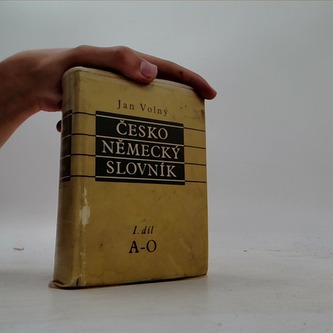 Jan Volný
ČESKO
NĚMECKÝ
SLOVNÍK
I. díl
A-O